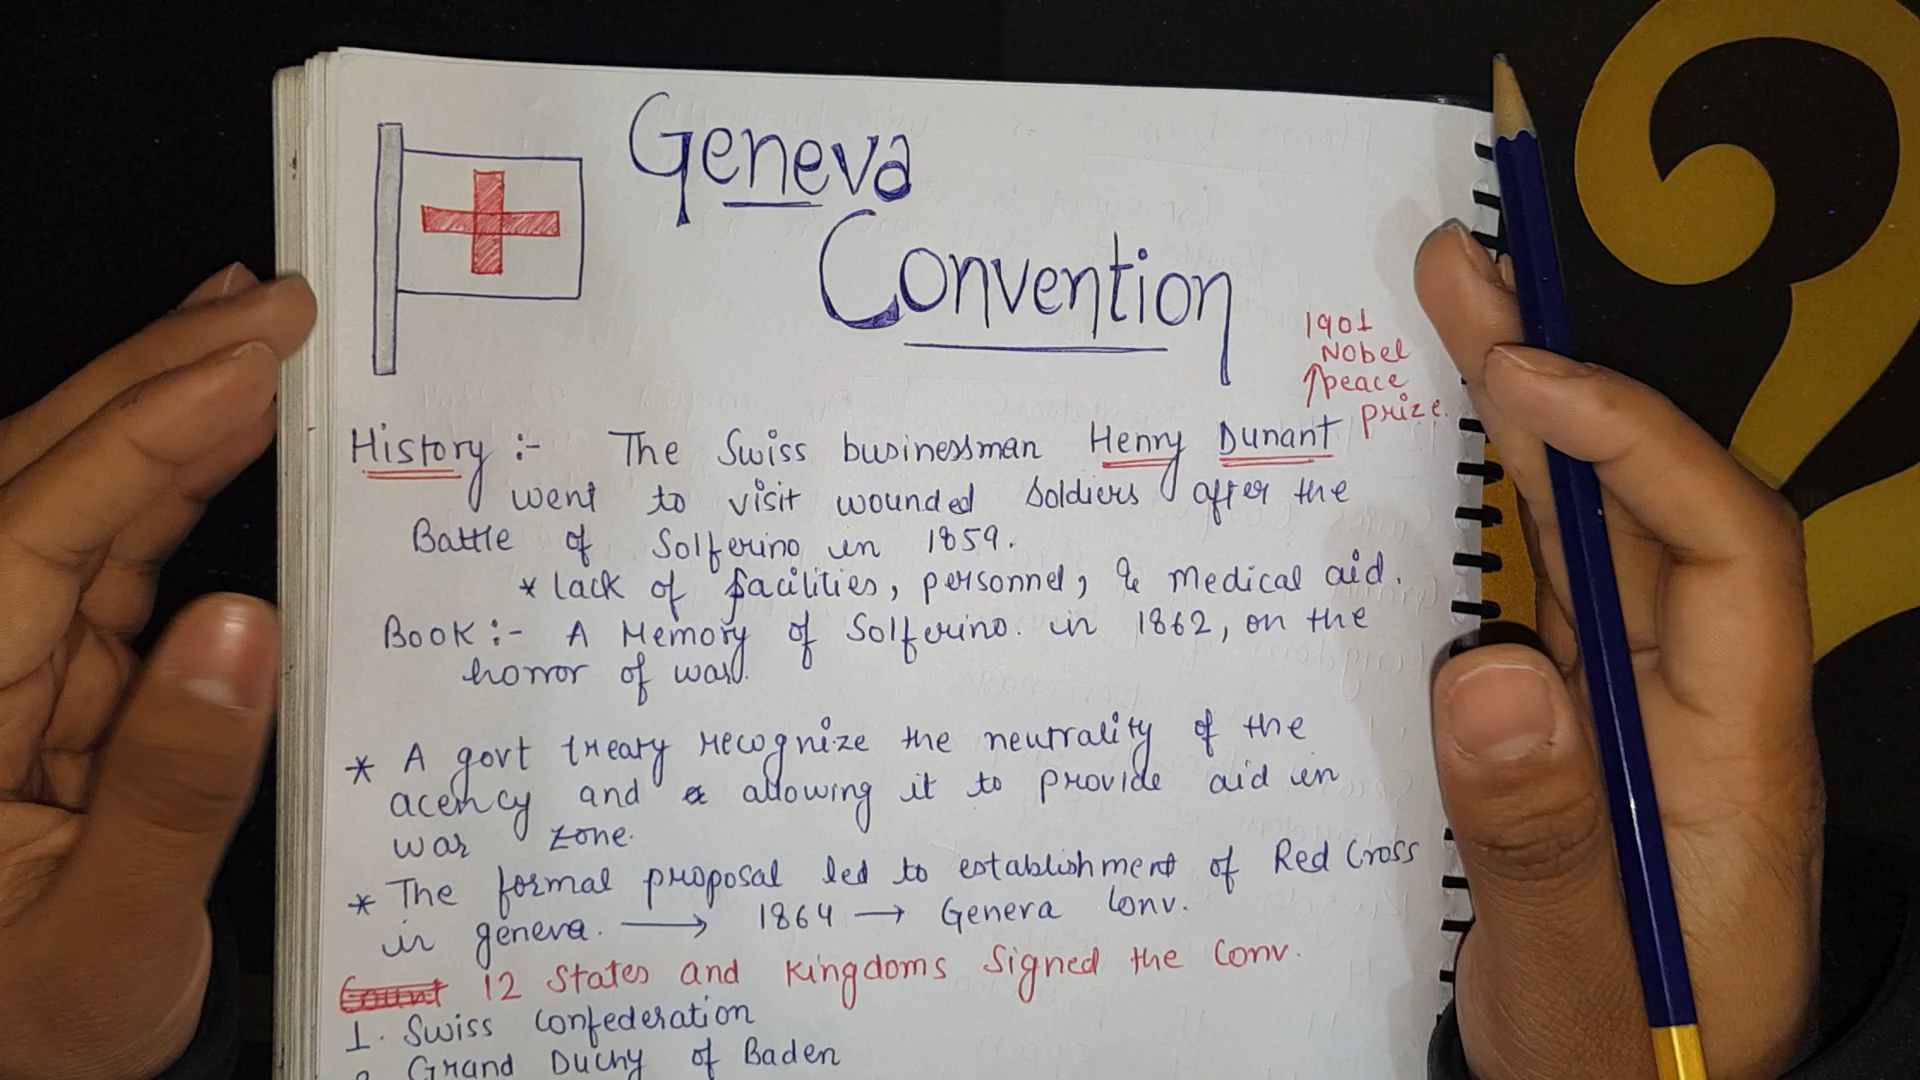 Geneva
Convention
1901
Nobel
↑peace
prize.
History :- The Swiss businessman Henry Dunant
went to visit wounded Soldiers after the
Battle of Solferino in 1859.
* lack of facilities, personnel, & medical aid.
Book :- A Memory of Solferino. in 1862, on the
horror of war.
* A govt treaty recognize the neutrality of the
acency and allowing it to provide aid in
war zone.
* The formal proposal led to establishment of Red Cross
in geneva. → 1864 → Geneva Conv.
12 States and Kingdoms Signed the Conv.
1. Swiss Confederation
2. Grand Duchy of Baden